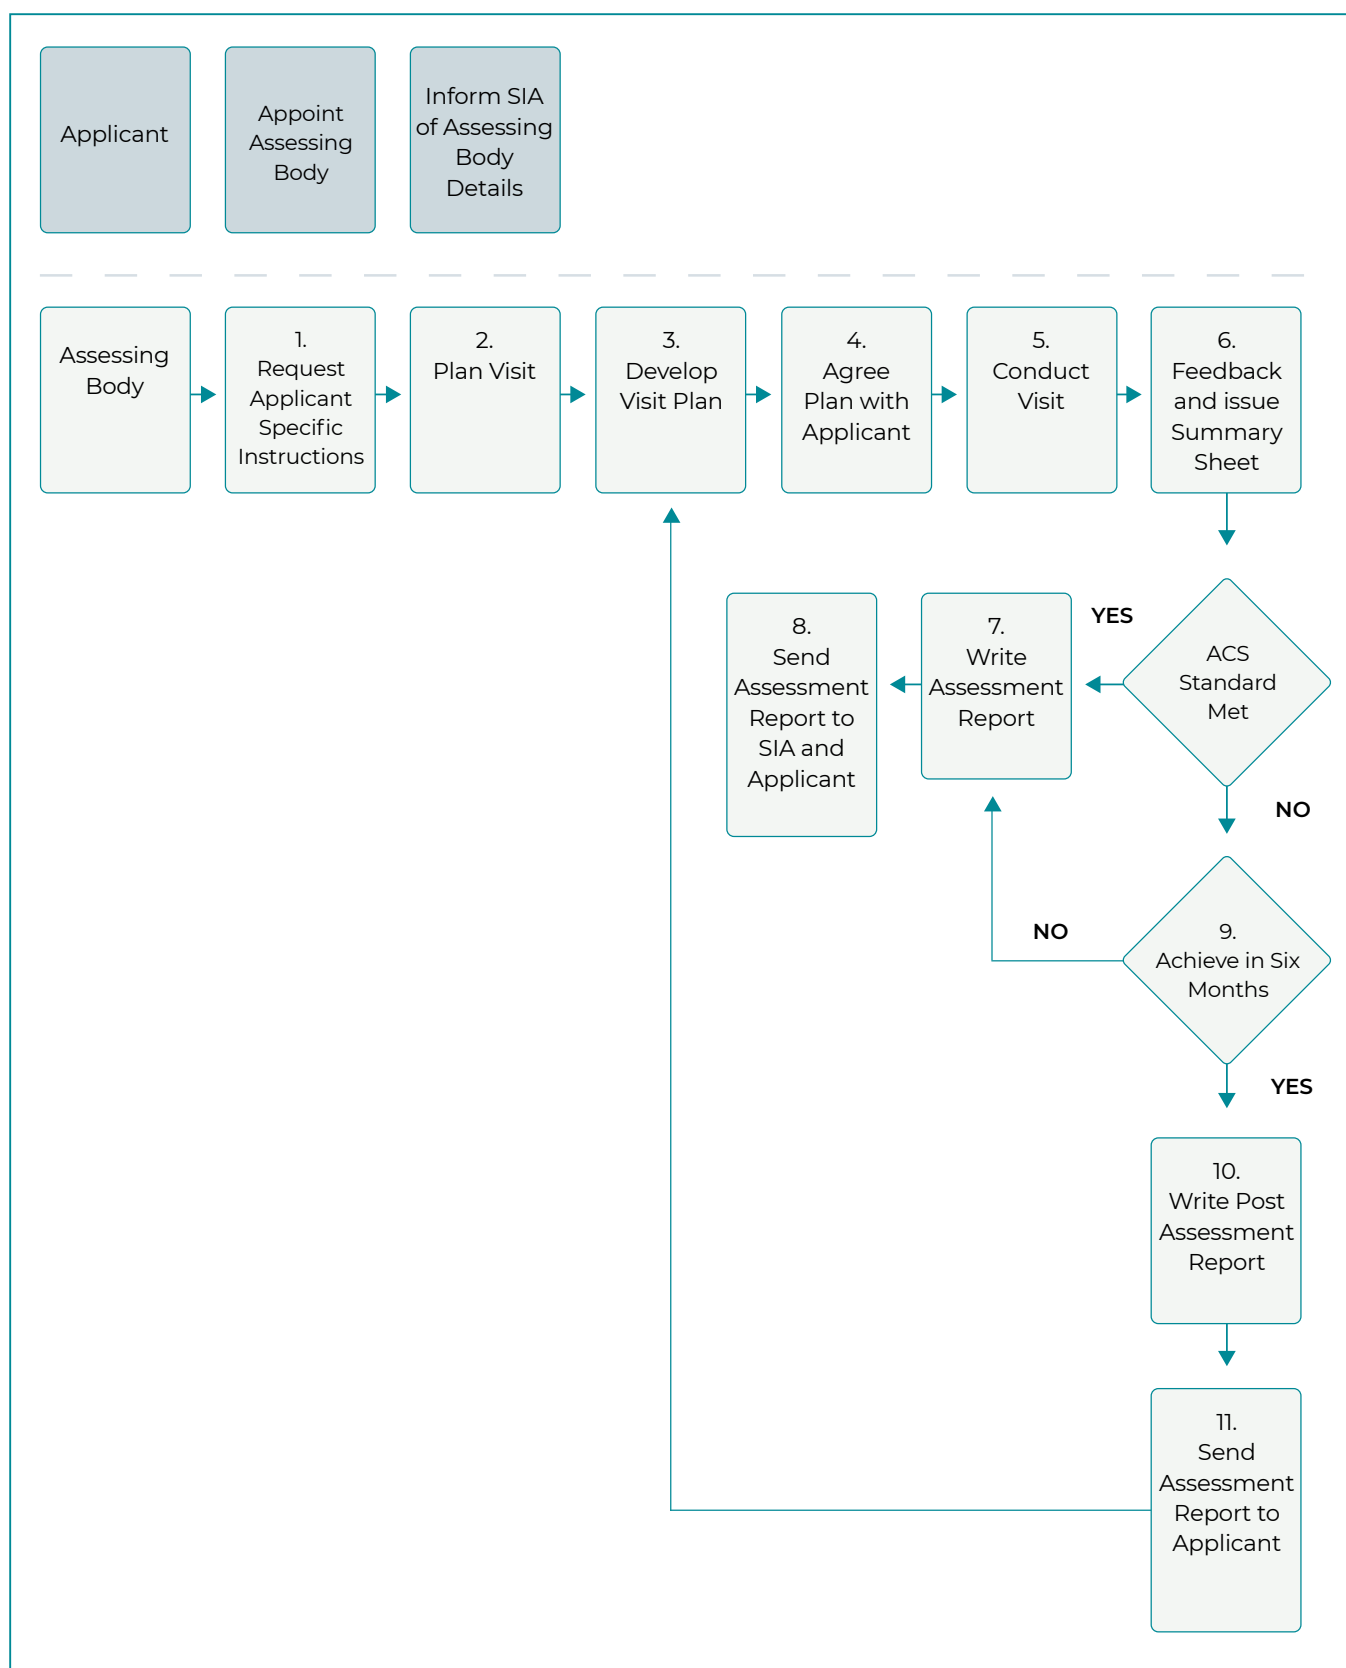 Applicant
Appoint
Assessing
Body
Inform SIA
of Assessing
Body
Details
Assessing
Body
1.
Request
Applicant
Specific
Instructions
2.
Plan Visit
3.
Develop
Visit Plan
4.
Agree
Plan with
Applicant
5.
Conduct
Visit
6.
Feedback
and issue
Summary
Sheet
ACS
Standard
Met
YES
7.
Write
Assessment
Report
8.
Send
Assessment
Report to
SIA and
Applicant
NO
9.
Achieve in Six
Months
NO
YES
10.
Write Post
Assessment
Report
11.
Send
Assessment
Report to
Applicant